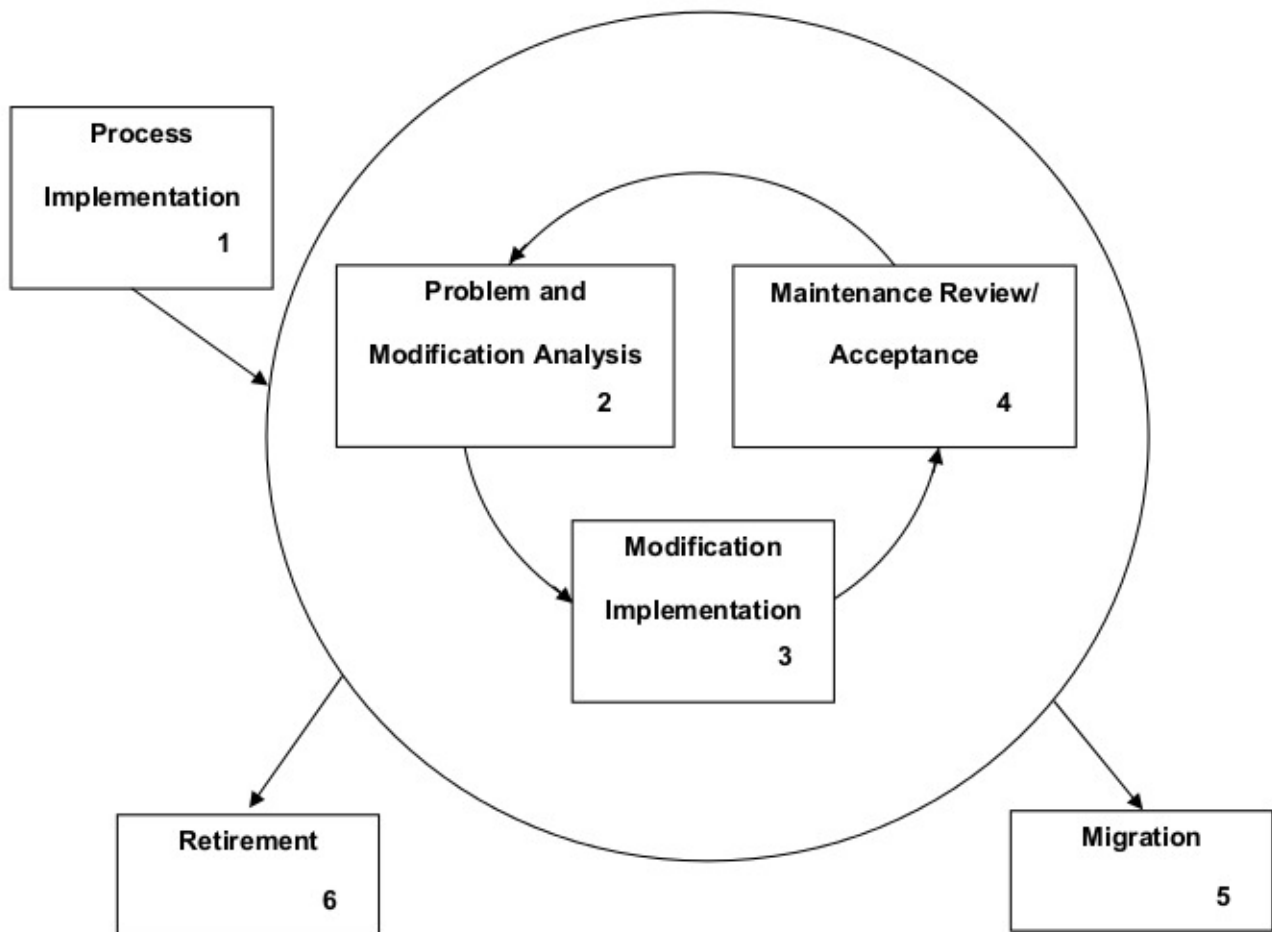 Process
Implementation
1
Problem and
Modification Analysis
2
Maintenance Review/
Acceptance
4
Modification
Implementation
3
Retirement
6
Migration
5